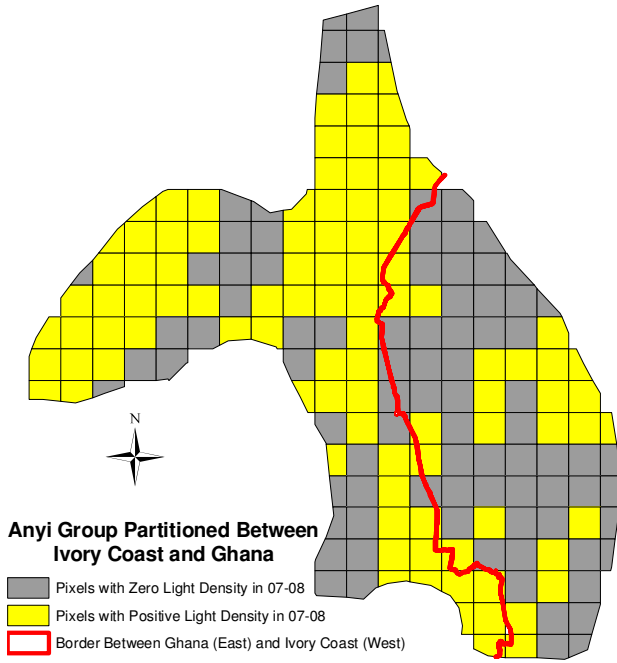 N
Anyi Group Partitioned Between
Ivory Coast and Ghana
Pixels with Zero Light Density in 07-08
Pixels with Positive Light Density in 07-08
Border Between Ghana (East) and Ivory Coast (West)